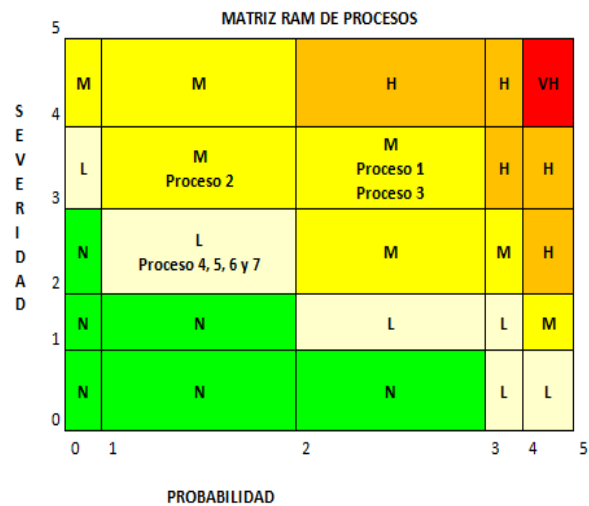 MATRIZ RAM DE PROCESOS
5
M M H H VH
4
L M M H H
Proceso 2 Proceso 1
Proceso 3
3
N L M M H
Proceso 4, 5, 6 y 7
2
N N L L M
1
N N N L L
0
0 1 2 3 4 5
SEVERIDAD
PROBABILIDAD